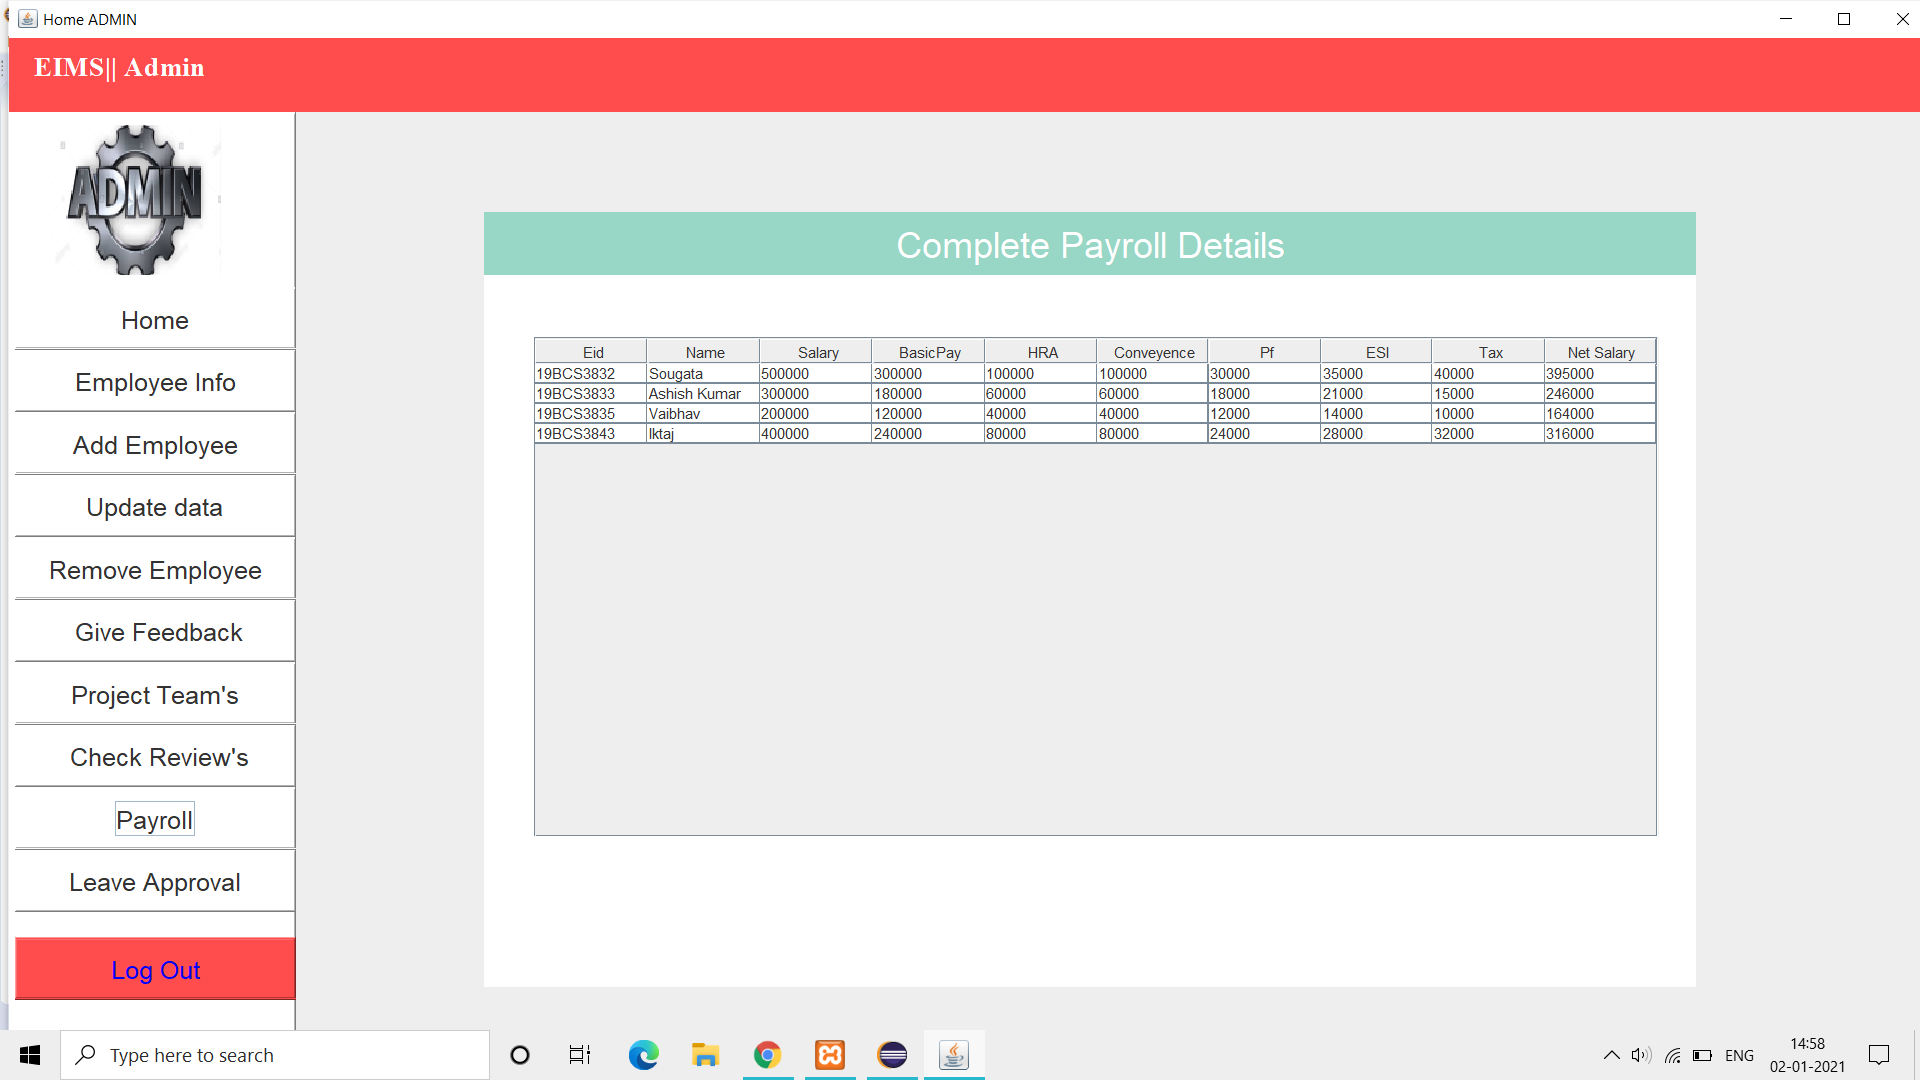 Home ADMIN
EIMS|| Admin
ADMIN
Home
Employee Info
Add Employee
Update data
Remove Employee
Give Feedback
Project Team's
Check Review's
Payroll
Leave Approval
Log Out
Complete Payroll Details
Eid Name Salary BasicPay HRA Conveyence Pf ESI Tax Net Salary
19BCS3832 Sougata 500000 300000 100000 100000 30000 35000 40000 395000
19BCS3833 Ashish Kumar 300000 180000 60000 60000 18000 21000 15000 246000
19BCS3835 Vaibhav 200000 120000 40000 40000 12000 14000 10000 164000
19BCS3843 Iktaj 400000 240000 80000 80000 24000 28000 32000 316000
Type here to search
ENG
14:58
02-01-2021